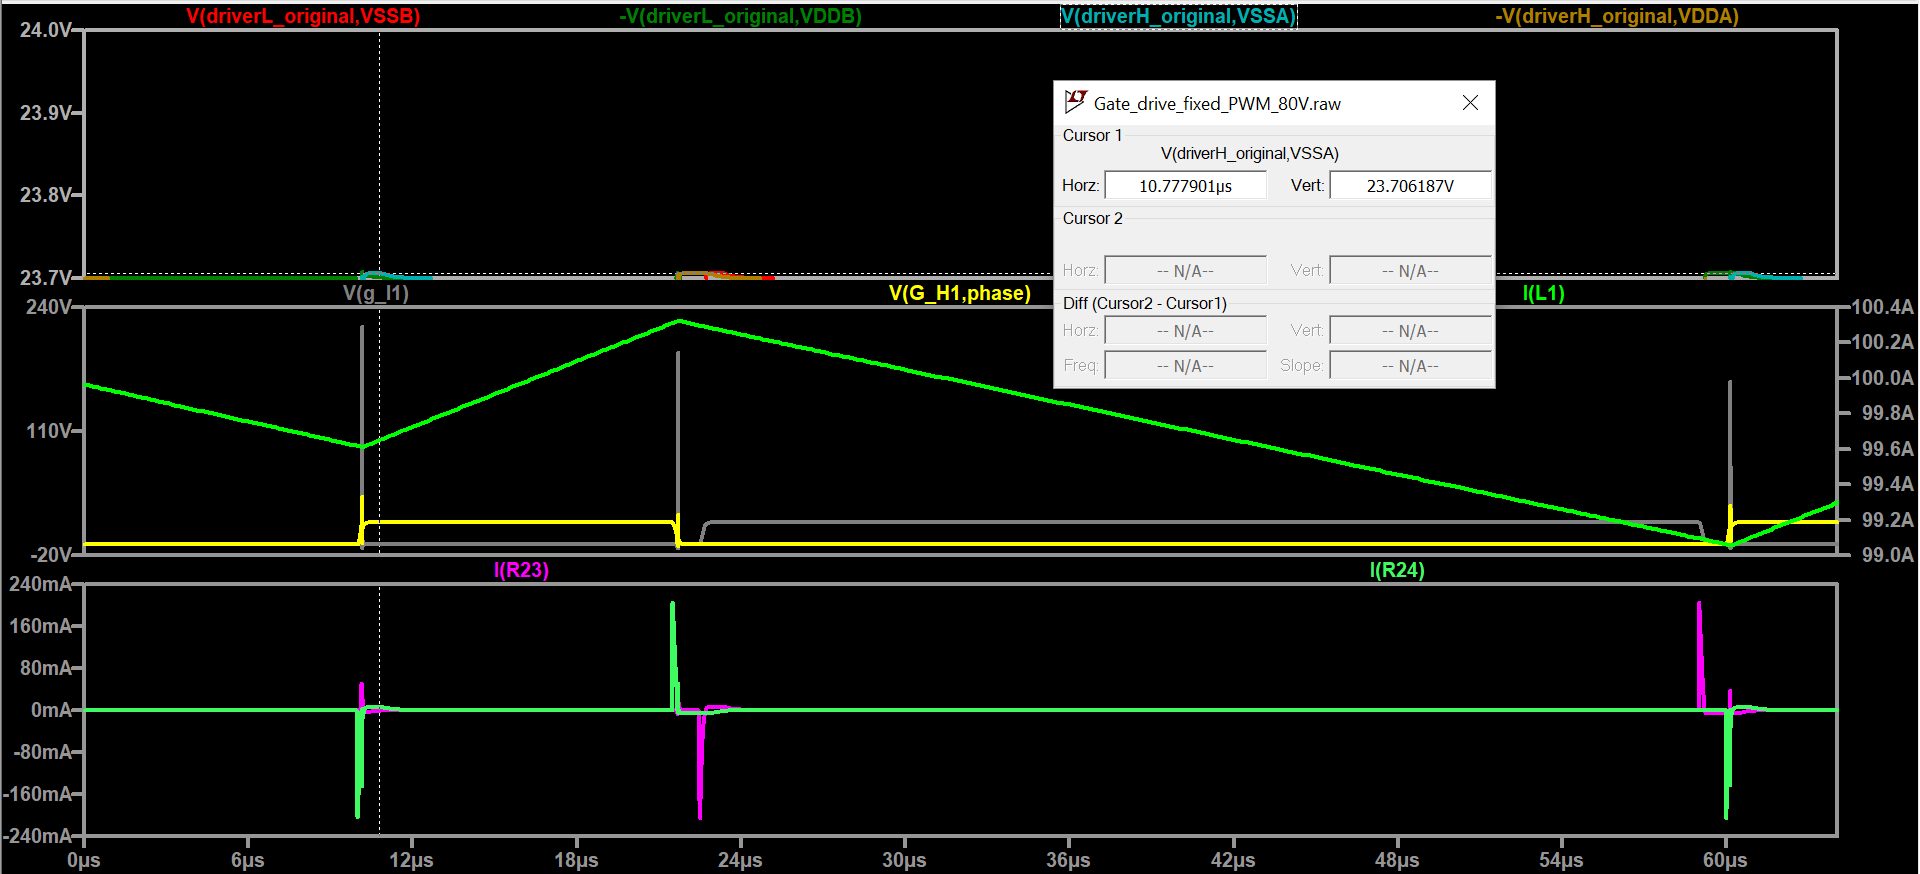 V(driverL_original,VSSB) -V(driverL_original,VDDB) V(driverH_original,VSSA) -V(driverH_original,VDDA)
24.0V
23.9V
23.8V
23.7V
Gate_drive_fixed_PWM_80V.raw
Cursor 1
V(driverH_original,VSSA)
Horz: 10.777901µs Vert: 23.706187V
Cursor 2
Horz: -- N/A-- Vert: -- N/A--
Diff (Cursor2 - Cursor1)
Horz: -- N/A-- Vert: -- N/A--
Freq: -- N/A-- Slope: -- N/A--
V(g_l1) V(G_H1,phase) I(L1)
240V
110V
-20V
100.4A
100.2A
100.0A
99.8A
99.6A
99.4A
99.2A
99.0A
I(R23) I(R24)
240mA
160mA
80mA
0mA
-80mA
-160mA
-240mA
0µs 6µs 12µs 18µs 24µs 30µs 36µs 42µs 48µs 54µs 60µs